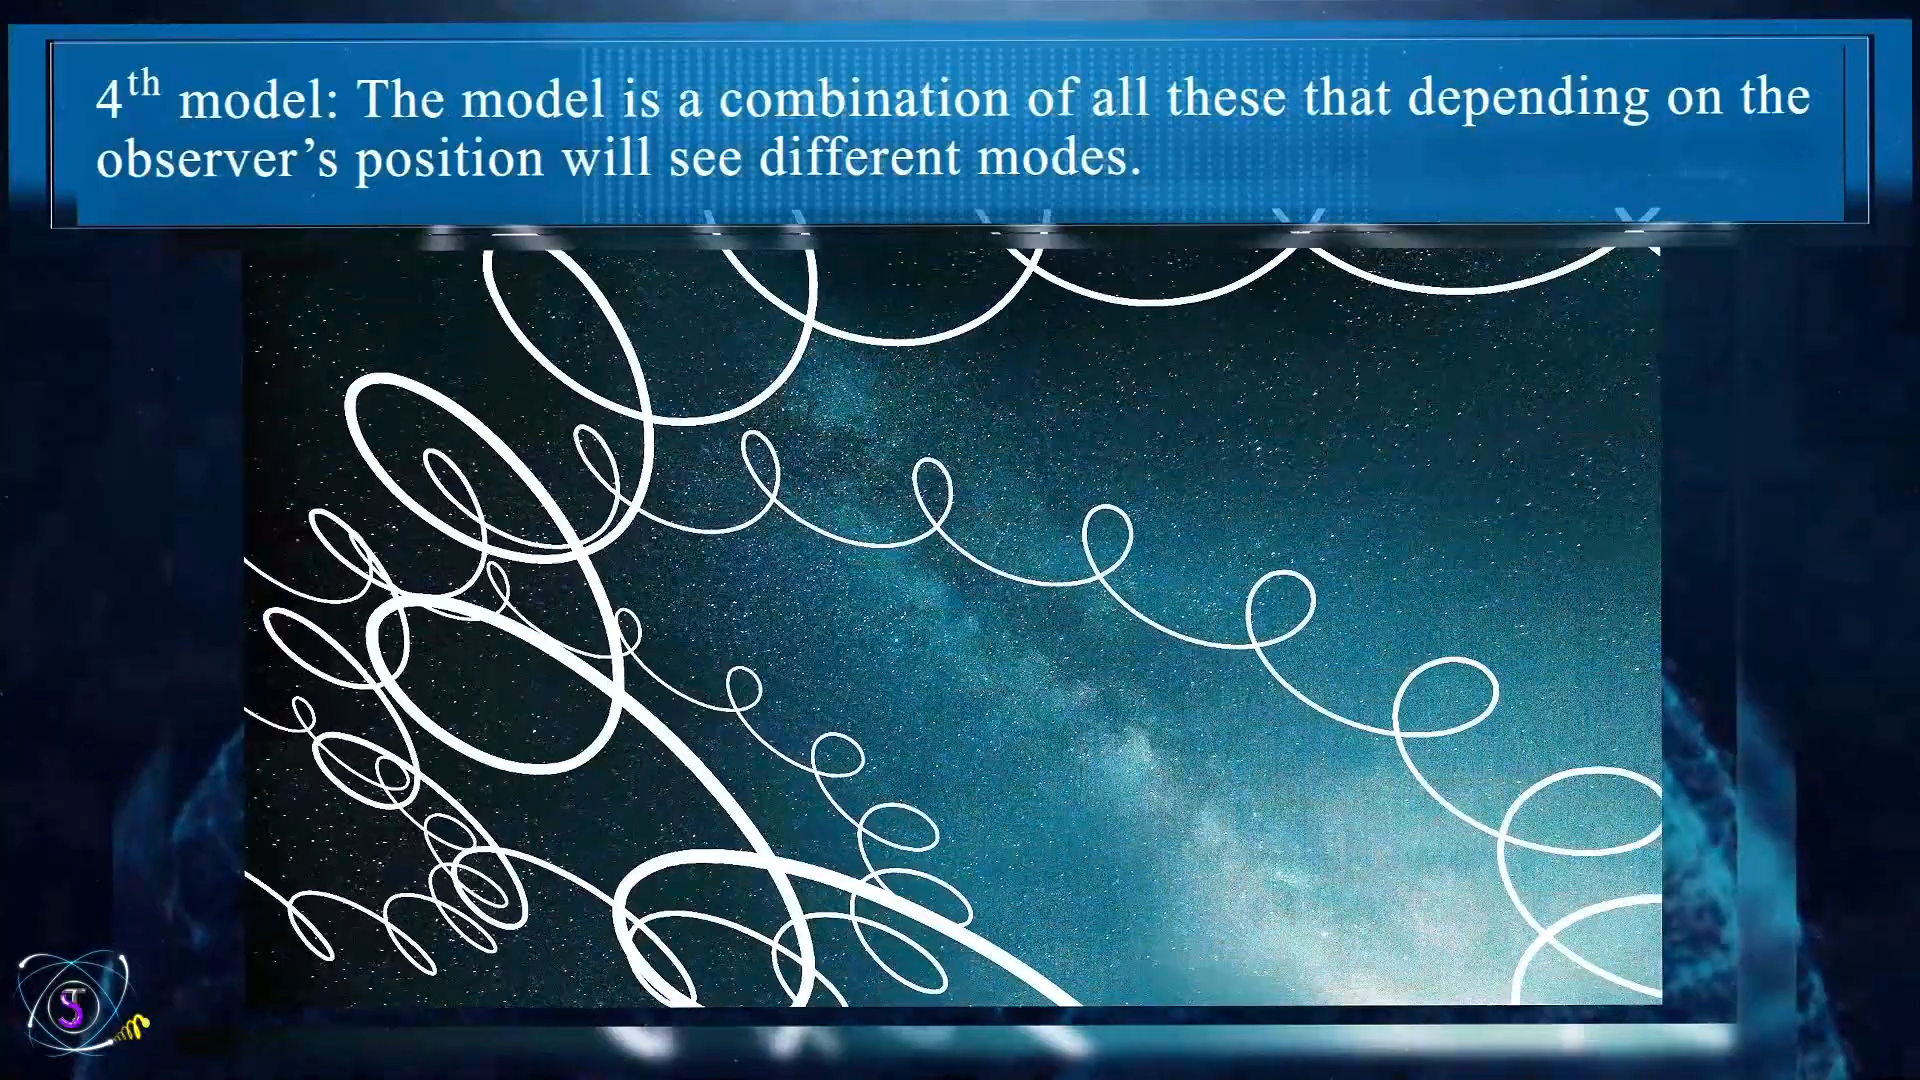 4th model: The model is a combination of all these that depending on the
observer’s position will see different modes.